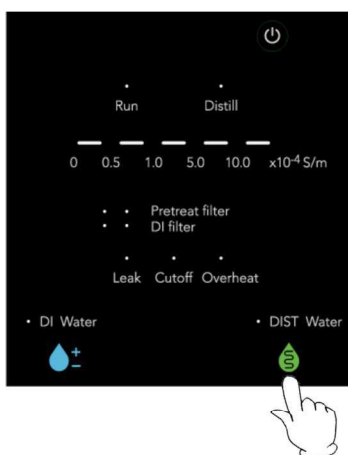 Run Distill
0 0.5 1.0 5.0 10.0 x10-4 S/m
Pretreat filter
DI filter
Leak Cutoff Overheat
DI Water DIST Water